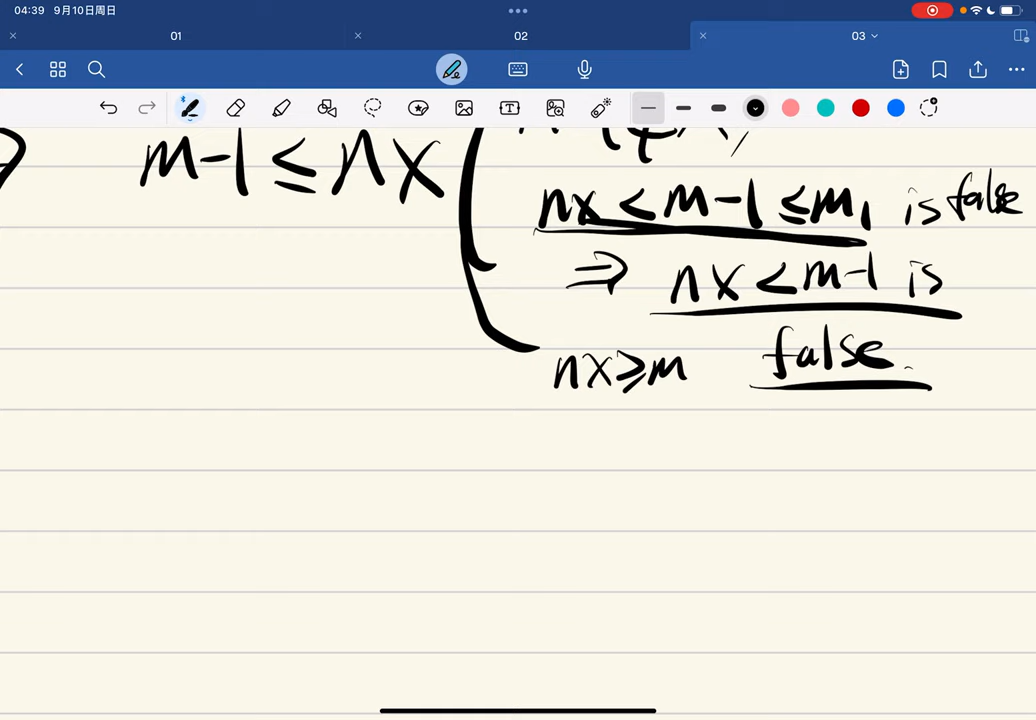 04:39 9月10日周日
01 02 03
m-1 ≤ nx
nx < m-1 ≤ m₁ is false
⇒ nx < m-1 is
false.
nx ⩾ m